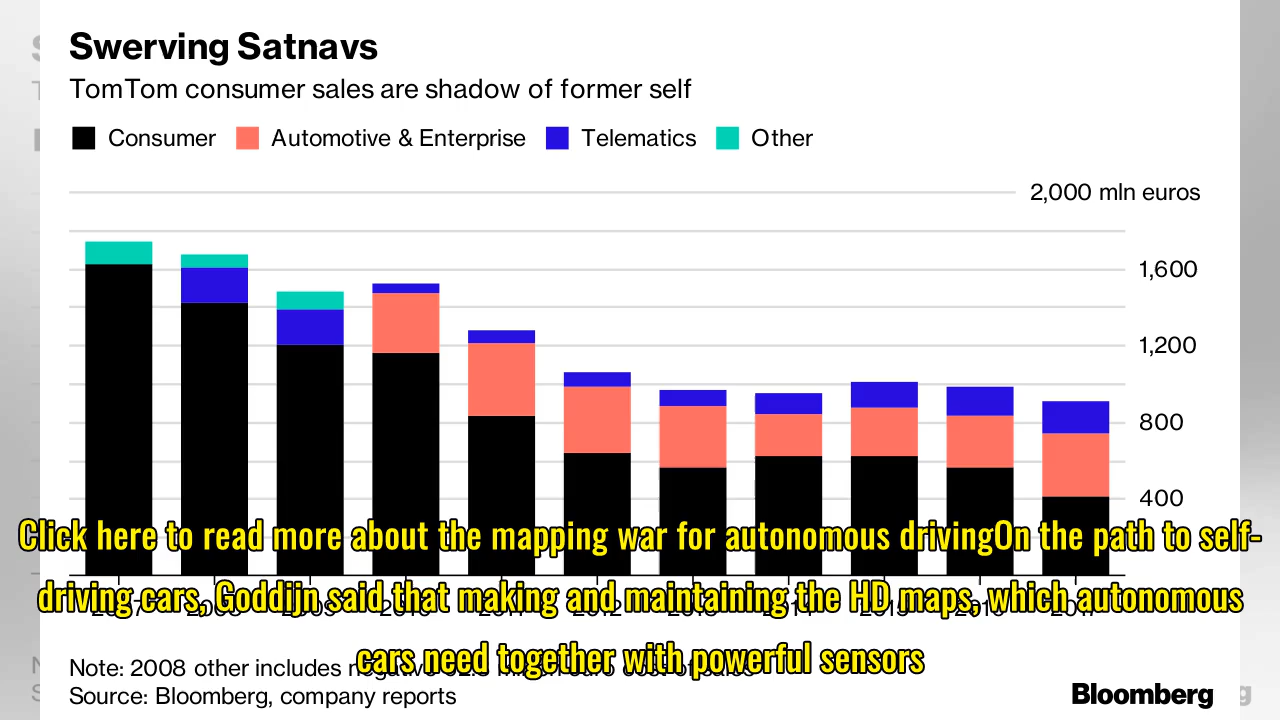 Swerving Satnavs
TomTom consumer sales are shadow of former self
Consumer Automotive & Enterprise Telematics Other
2,000 mln euros
1,600
1,200
800
400
Click here to read more about the mapping war for autonomous drivingOn the path to self-
driving cars, Goddijn said that making and maintaining the HD maps, which autonomous
cars need together with powerful sensors
Note: 2008 other includes
Source: Bloomberg, company reports
Bloomberg